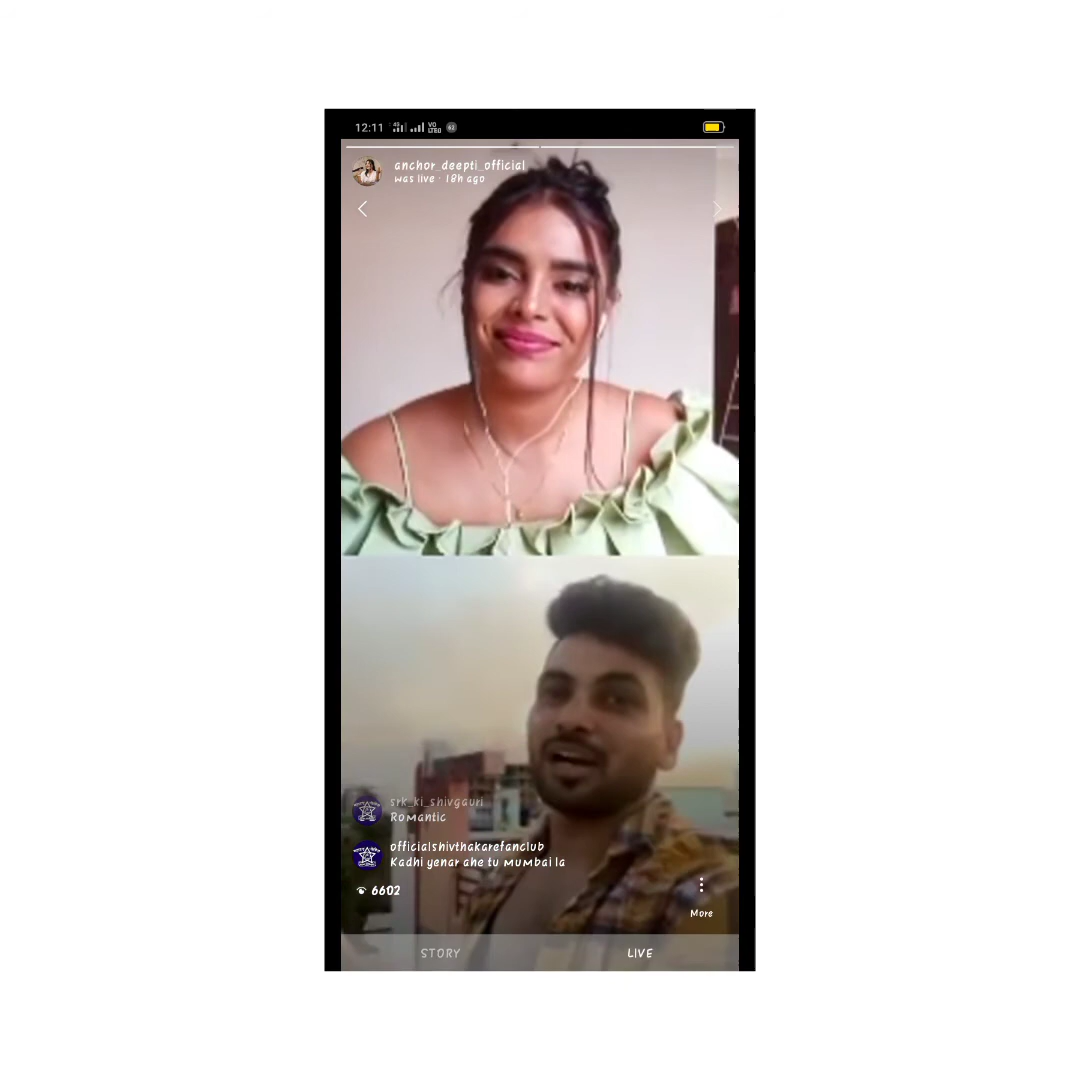 12:11
anchor_deepti_official
was live · 18h ago
srk_ki_shivgauri
Romantic
officialshivthakarefanclub
Kadhi yenar ahe tu Mumbai la
6602
More
STORY
LIVE